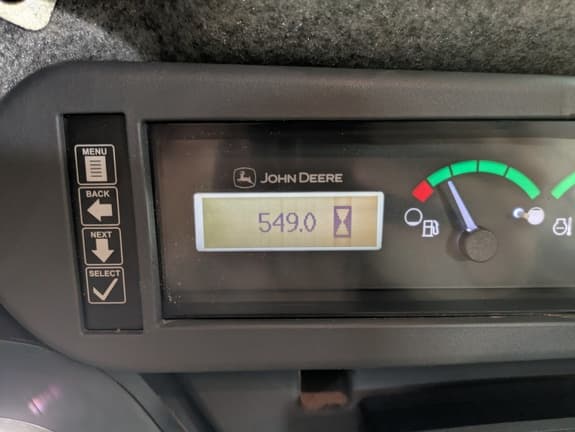 MENU
BACK
NEXT
SELECT
JOHN DEERE
549.0